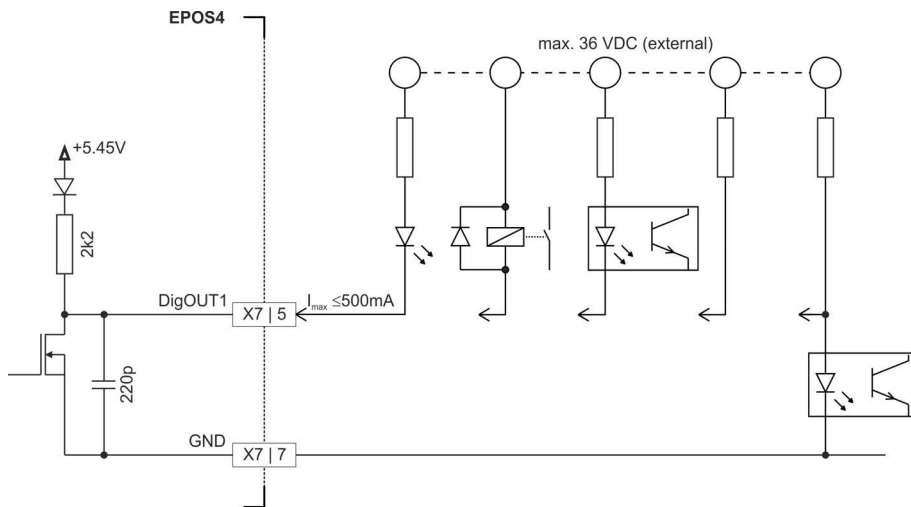 EPOS4
max. 36 VDC (external)
+5.45V
2k2
DigOUT1
X7 | 5
Imax ≤500mA
220p
GND
X7 | 7